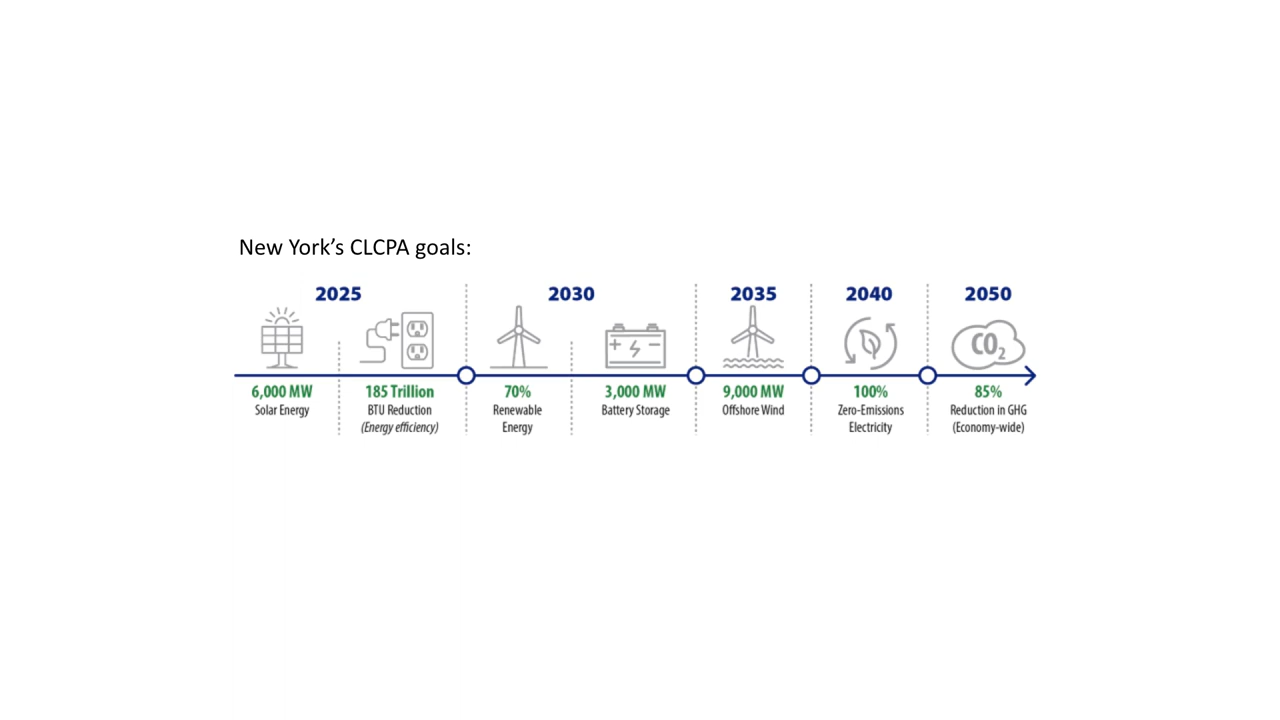 New York’s CLCPA goals:
2025
2030
2035
2040
2050
CO2
6,000 MW
Solar Energy
185 Trillion
BTU Reduction
(Energy efficiency)
70%
Renewable
Energy
3,000 MW
Battery Storage
9,000 MW
Offshore Wind
100%
Zero-Emissions
Electricity
85%
Reduction in GHG
(Economy-wide)